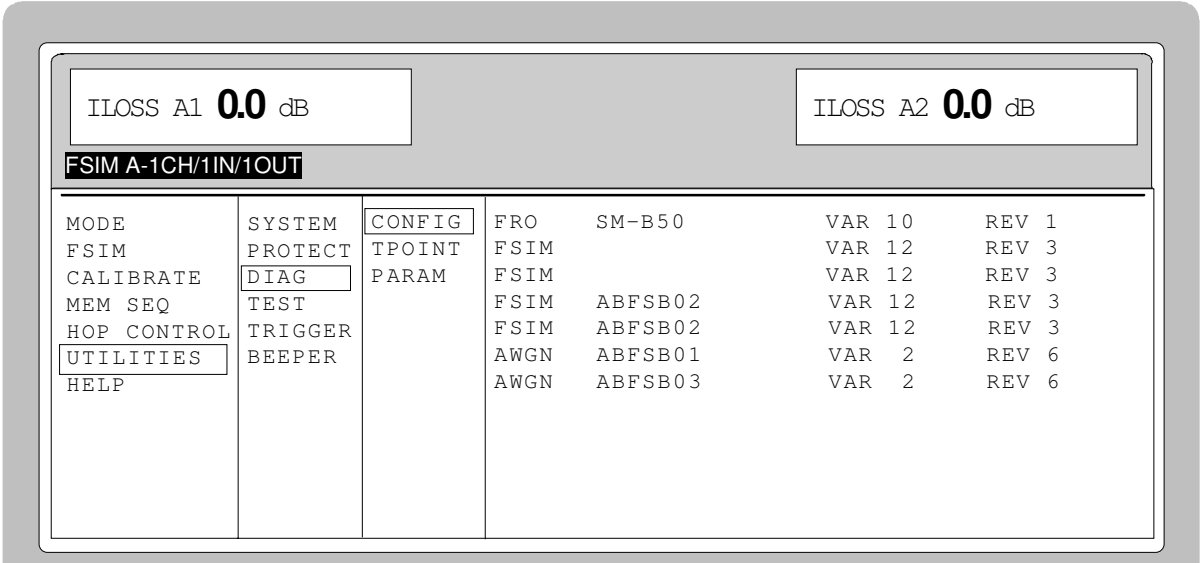 ILOSS A1 0.0 dB
ILOSS A2 0.0 dB
FSIM A-1CH/1IN/1OUT
MODE SYSTEM CONFIG FRO SM-B50 VAR 10 REV 1
FSIM PROTECT TPOINT FSIM VAR 12 REV 3
CALIBRATE DIAG PARAM FSIM VAR 12 REV 3
MEM SEQ TEST FSIM ABFSB02 VAR 12 REV 3
HOP CONTROL TRIGGER FSIM ABFSB02 VAR 12 REV 3
UTILITIES BEEPER AWGN ABFSB01 VAR 2 REV 6
HELP AWGN ABFSB03 VAR 2 REV 6